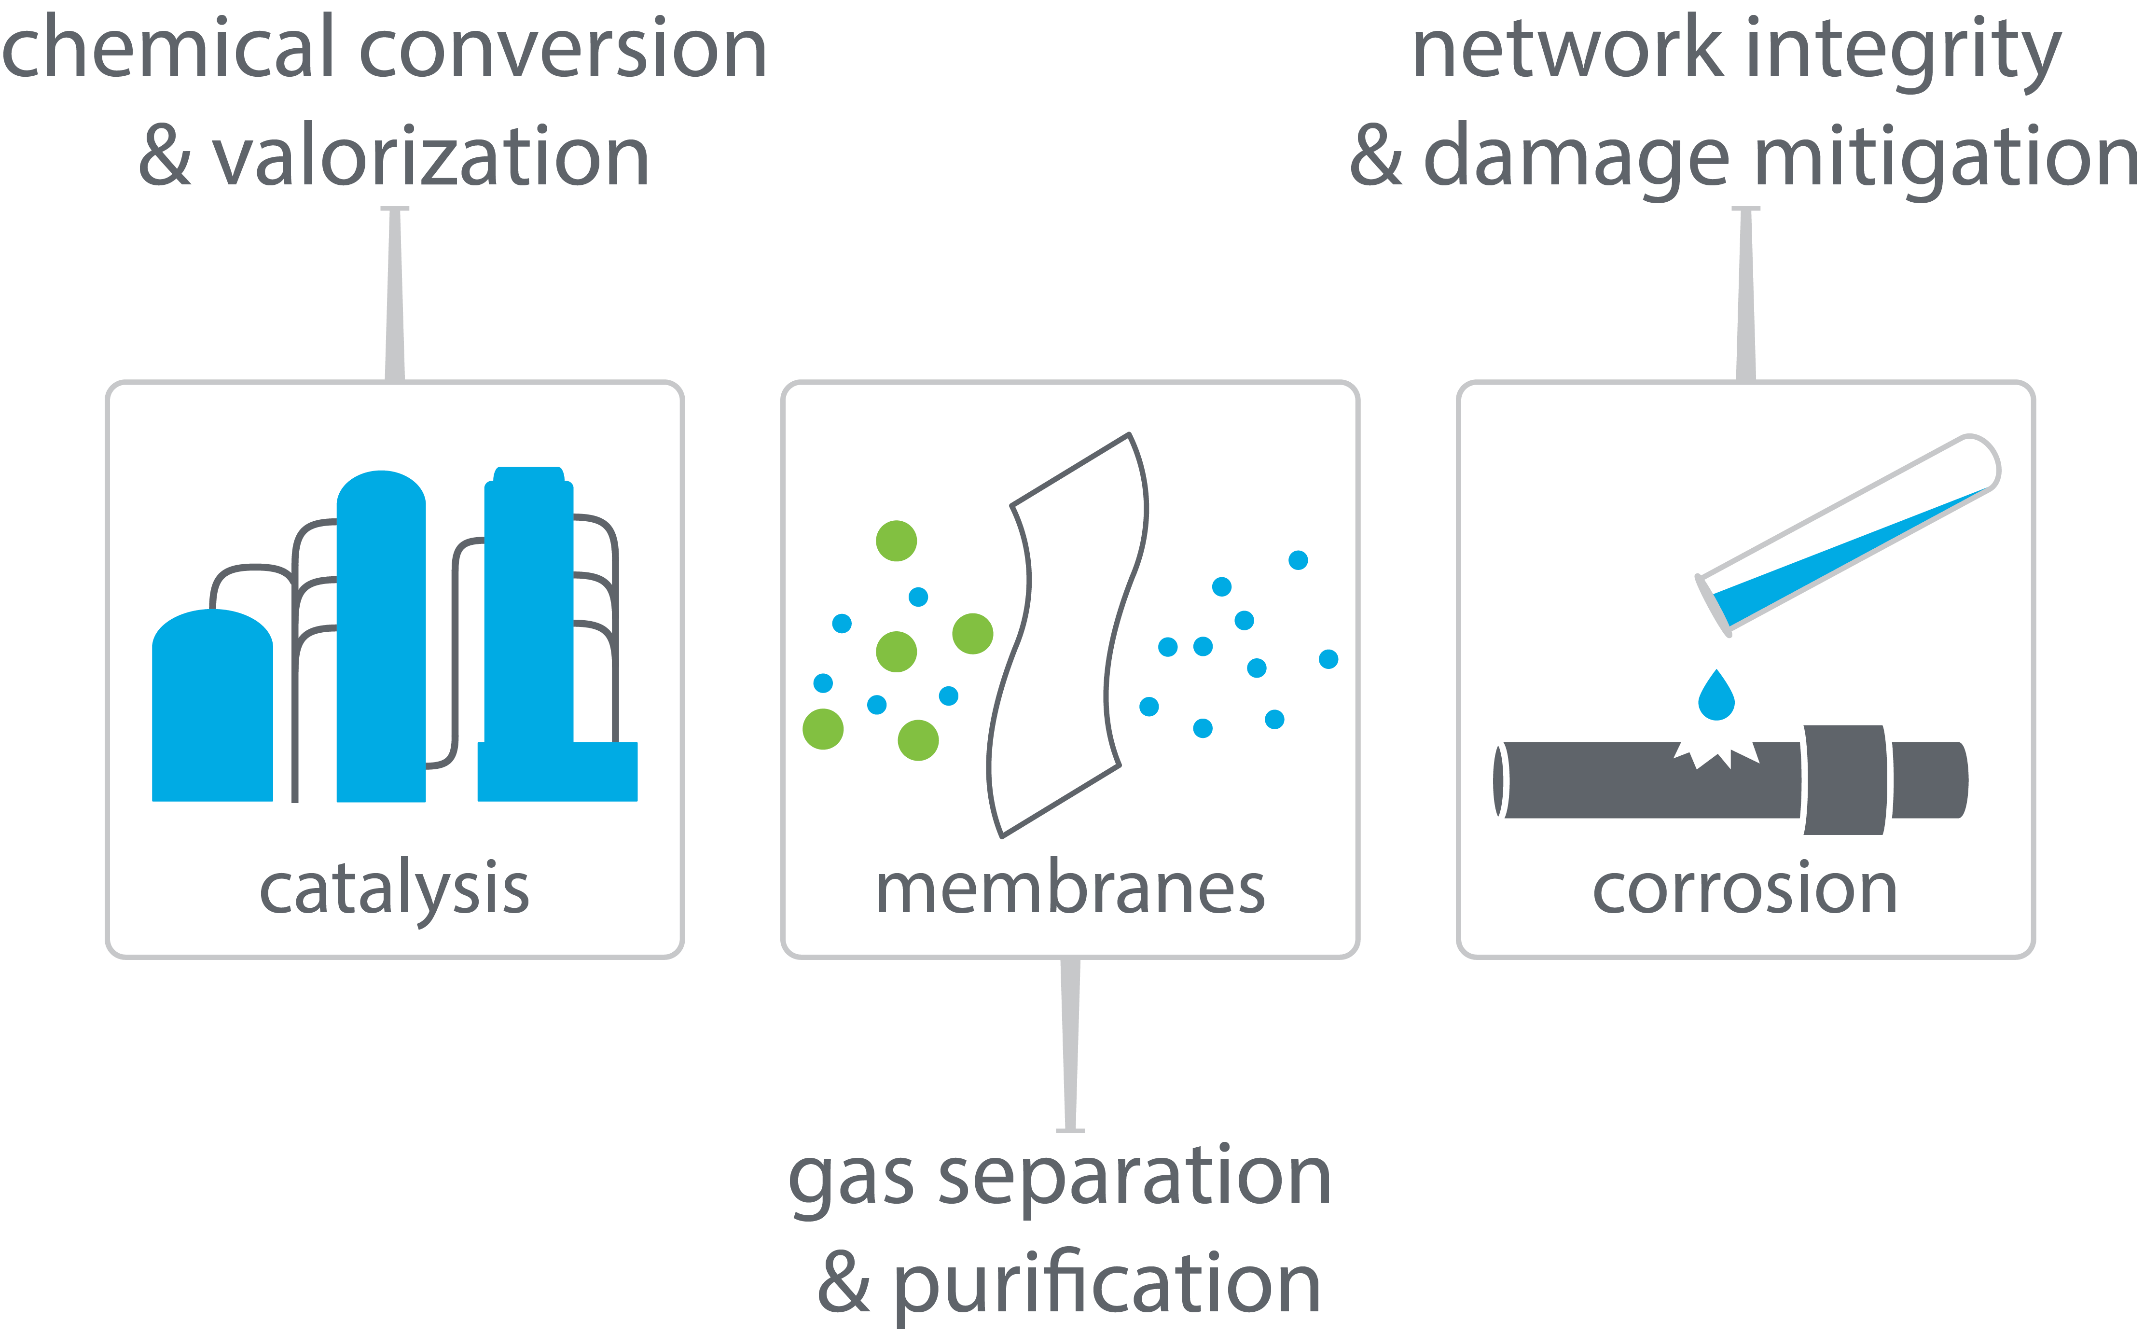 chemical conversion
& valorization
network integrity
& damage mitigation
catalysis
membranes
corrosion
gas separation
& purification